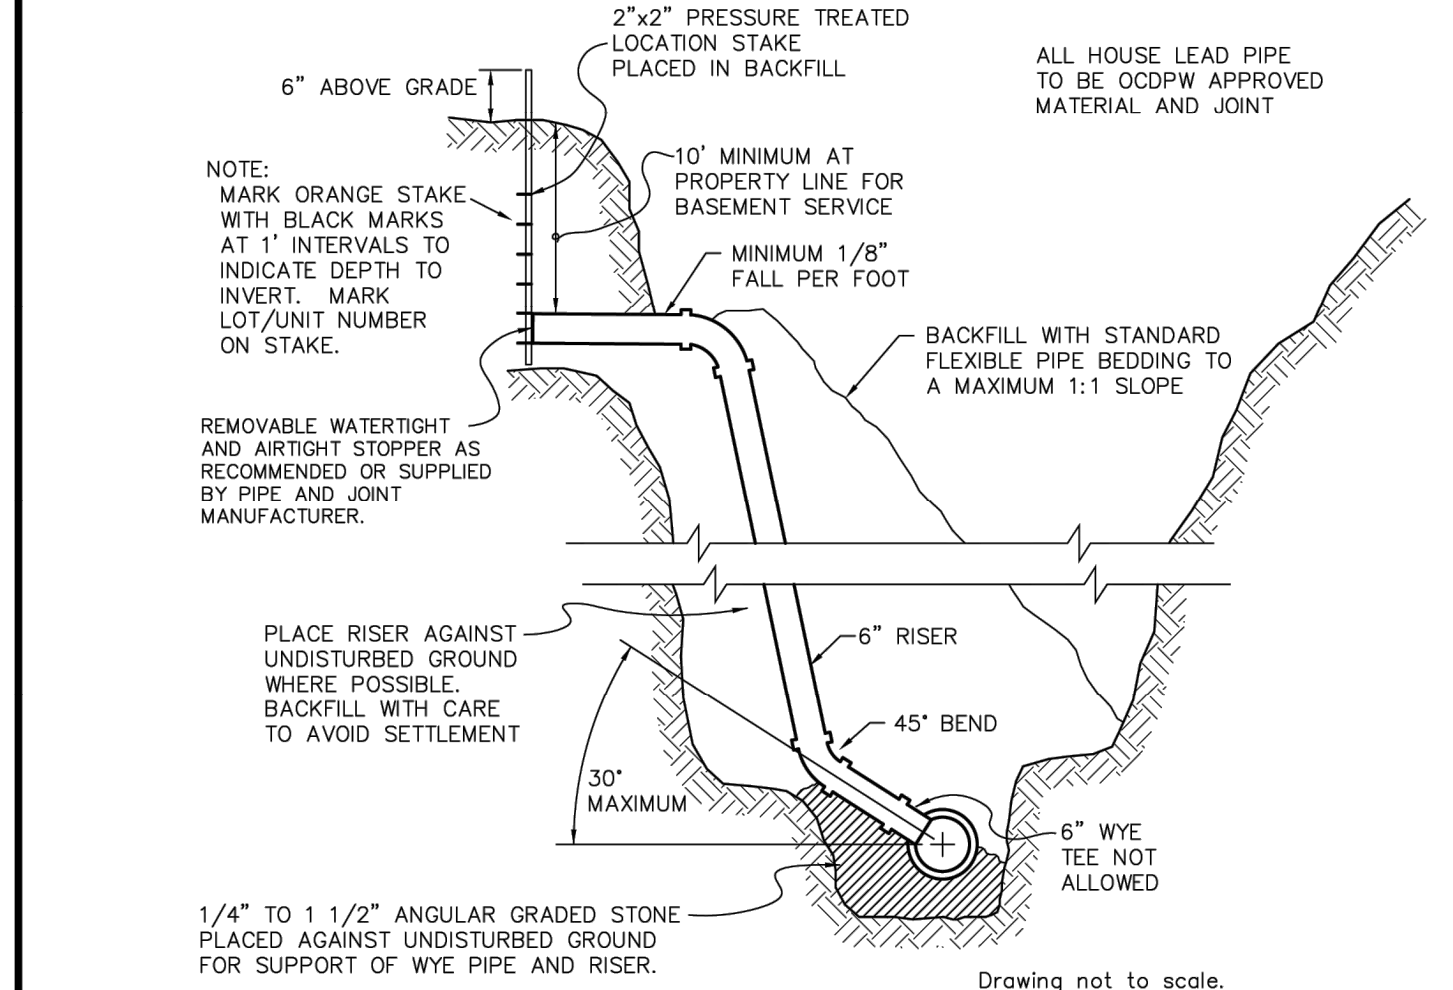 2”x2” PRESSURE TREATED
LOCATION STAKE
PLACED IN BACKFILL
ALL HOUSE LEAD PIPE
TO BE OCDPW APPROVED
MATERIAL AND JOINT
6” ABOVE GRADE
NOTE:
MARK ORANGE STAKE
WITH BLACK MARKS
AT 1’ INTERVALS TO
INDICATE DEPTH TO
INVERT. MARK
LOT/UNIT NUMBER
ON STAKE.
10’ MINIMUM AT
PROPERTY LINE FOR
BASEMENT SERVICE
MINIMUM 1/8”
FALL PER FOOT
BACKFILL WITH STANDARD
FLEXIBLE PIPE BEDDING TO
A MAXIMUM 1:1 SLOPE
REMOVABLE WATERTIGHT
AND AIRTIGHT STOPPER AS
RECOMMENDED OR SUPPLIED
BY PIPE AND JOINT
MANUFACTURER.
PLACE RISER AGAINST
UNDISTURBED GROUND
WHERE POSSIBLE.
BACKFILL WITH CARE
TO AVOID SETTLEMENT
6” RISER
45° BEND
30°
MAXIMUM
6” WYE
TEE NOT
ALLOWED
1/4” TO 1 1/2” ANGULAR GRADED STONE
PLACED AGAINST UNDISTURBED GROUND
FOR SUPPORT OF WYE PIPE AND RISER.
Drawing not to scale.